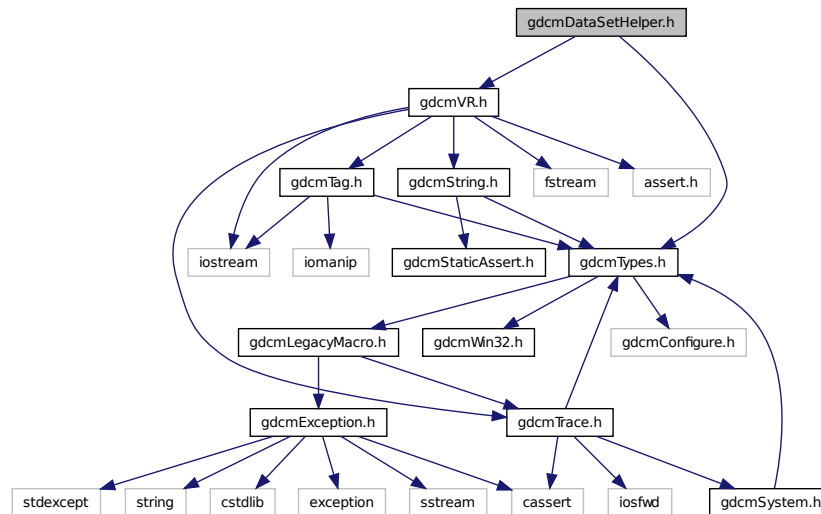 gdcmDataSetHelper.h
gdcmVR.h
gdcmTag.h
gdcmString.h
fstream
assert.h
iostream
iomanip
gdcmStaticAssert.h
gdcmTypes.h
gdcmLegacyMacro.h
gdcmWin32.h
gdcmConfigure.h
gdcmException.h
gdcmTrace.h
stdexcept
string
cstdlib
exception
sstream
cassert
iosfwd
gdcmSystem.h